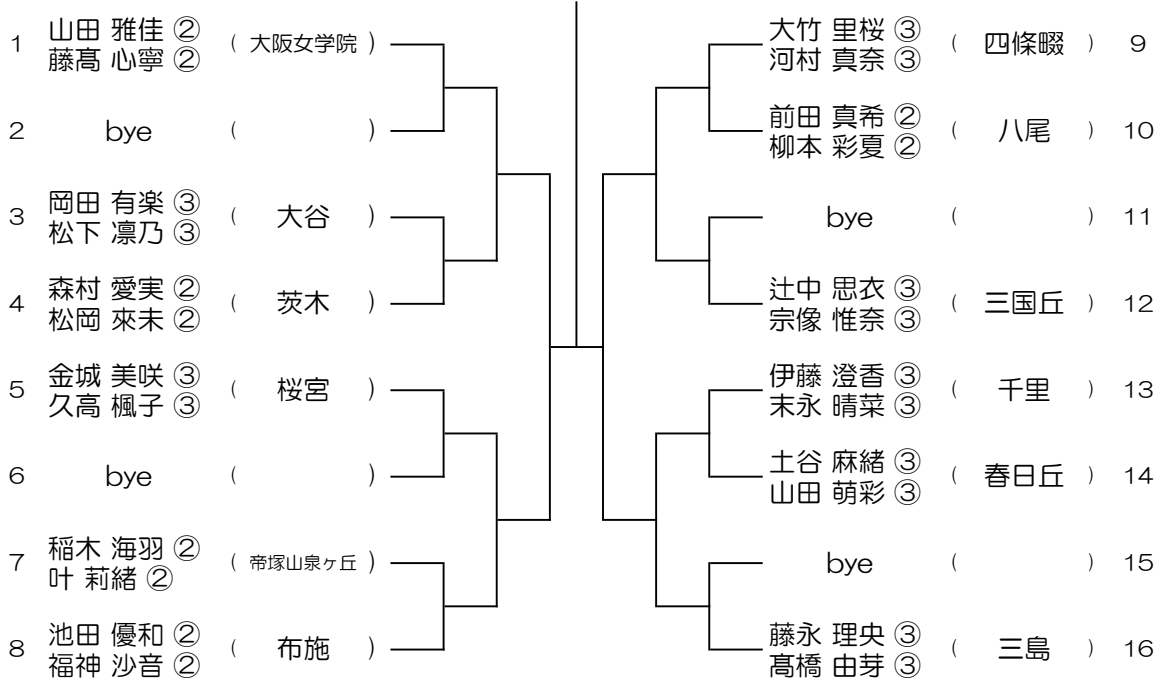 1 山田 雅佳 ② ( 大阪女学院 )
藤髙 心寧 ②
2 bye ( )
3 岡田 有楽 ③ ( 大谷 )
松下 凛乃 ③
4 森村 愛実 ② ( 茨木 )
松岡 來未 ②
5 金城 美咲 ③ ( 桜宮 )
久高 楓子 ③
6 bye ( )
7 稲木 海羽 ② ( 帝塚山泉ヶ丘 )
叶 莉緒 ②
8 池田 優和 ② ( 布施 )
福神 沙音 ②
大竹 里桜 ③ ( 四條畷 ) 9
河村 真奈 ③
前田 真希 ② ( 八尾 ) 10
柳本 彩夏 ②
bye ( ) 11
辻中 思衣 ③ ( 三国丘 ) 12
宗像 惟奈 ③
伊藤 澄香 ③ ( 千里 ) 13
末永 晴菜 ③
土谷 麻緒 ③ ( 春日丘 ) 14
山田 萌彩 ③
bye ( ) 15
藤永 理央 ③ ( 三島 ) 16
髙橋 由芽 ③